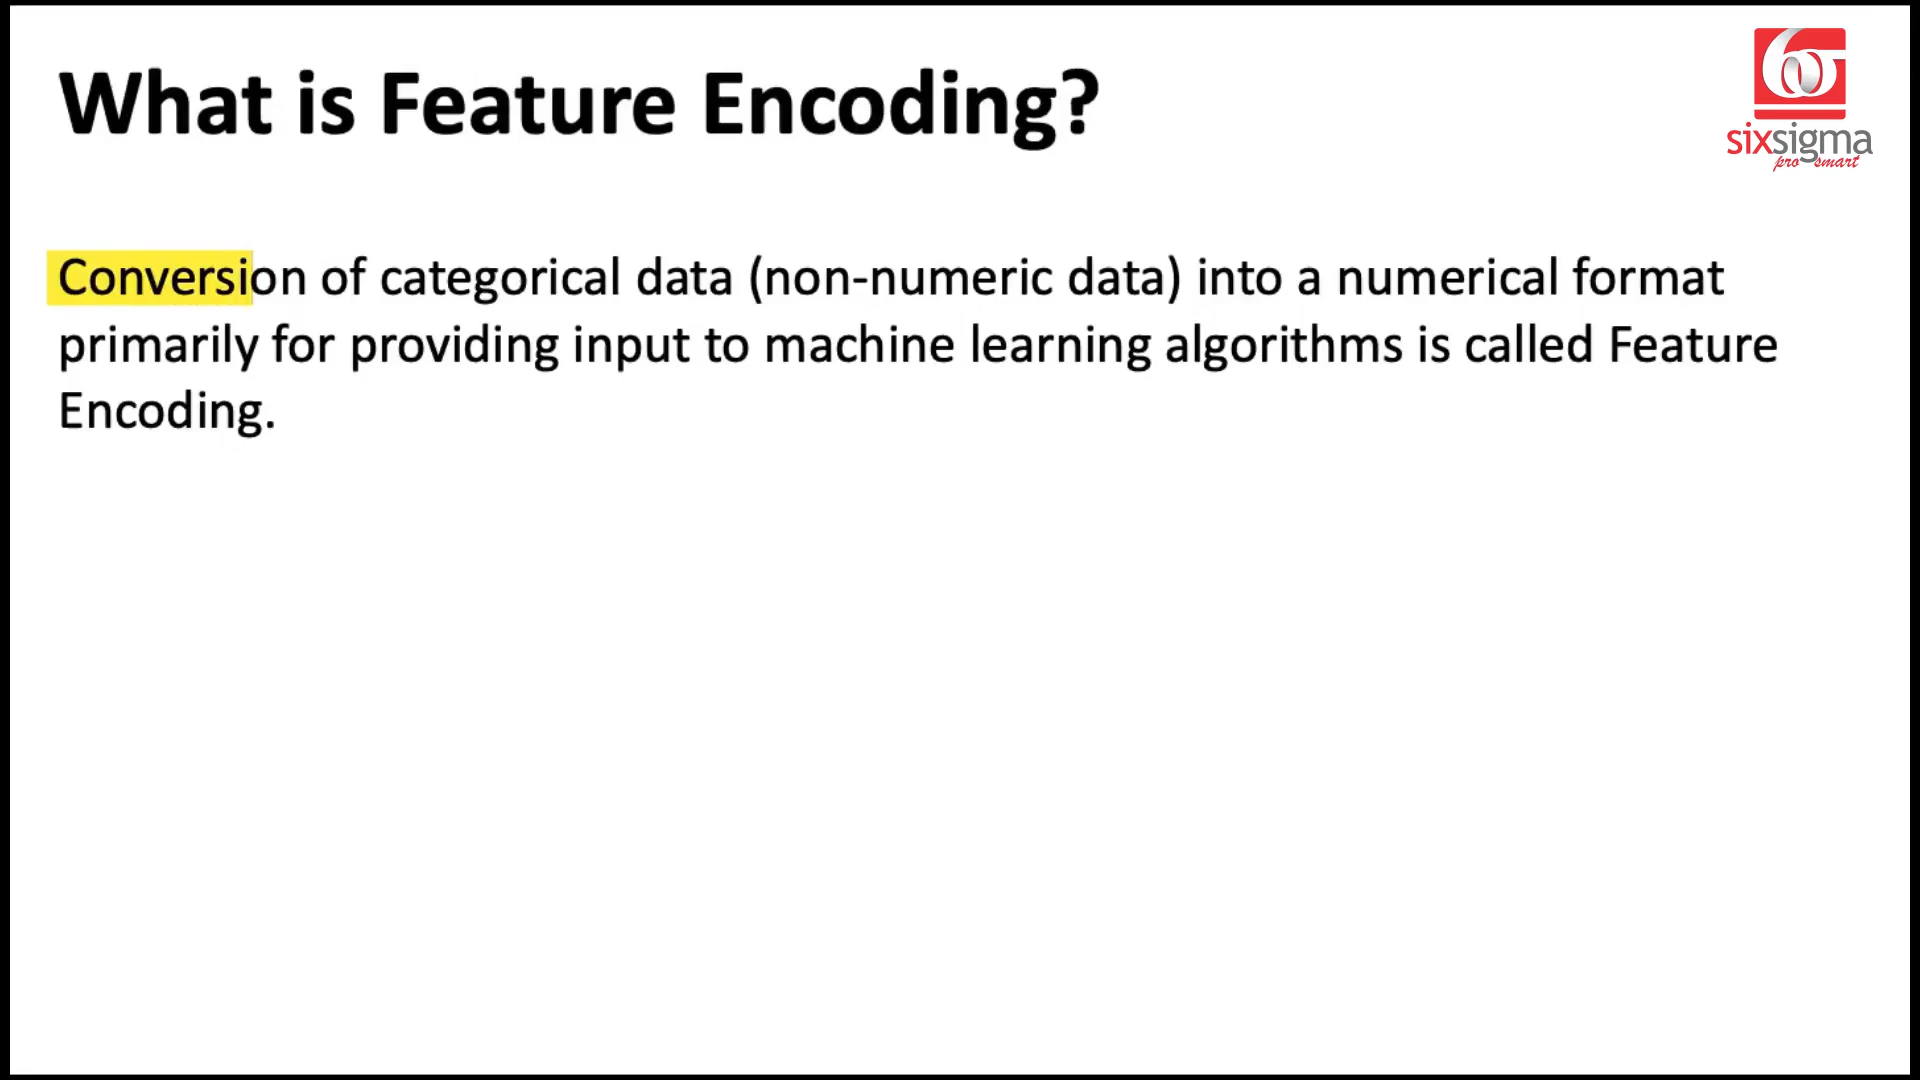 What is Feature Encoding?
sixsigma
pro smart
Conversion of categorical data (non-numeric data) into a numerical format
primarily for providing input to machine learning algorithms is called Feature
Encoding.